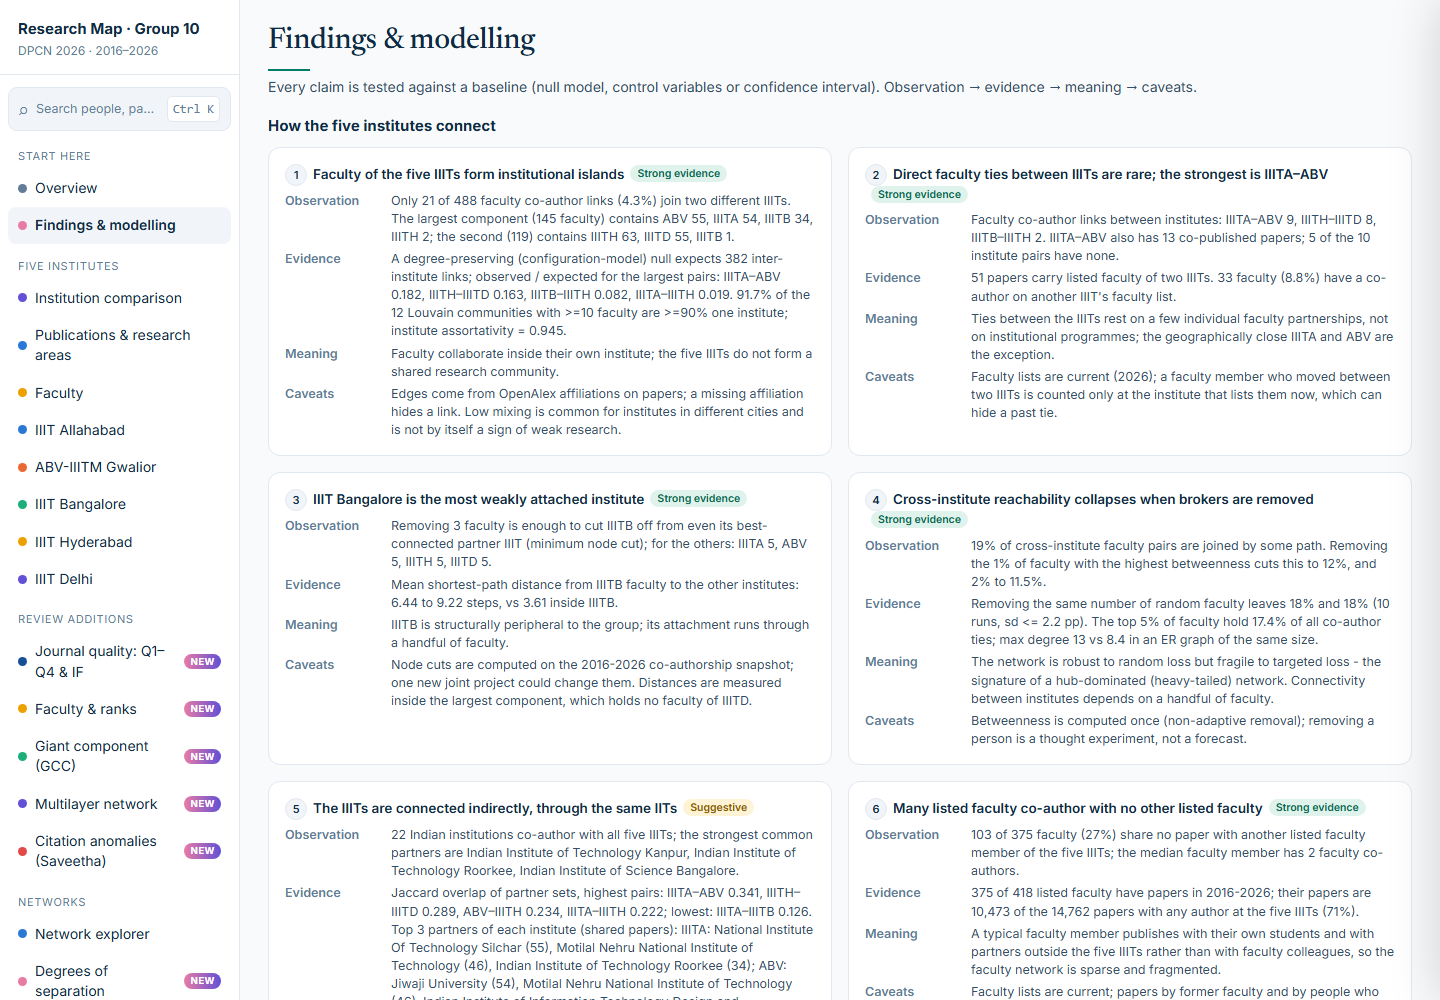 Research Map · Group 10
DPCN 2026 · 2016–2026
Search people, pa...
Ctrl K
START HERE
Overview
Findings & modelling
FIVE INSTITUTES
Institution comparison
Publications & research
areas
Faculty
IIIT Allahabad
ABV-IIITM Gwalior
IIIT Bangalore
IIIT Hyderabad
IIIT Delhi
REVIEW ADDITIONS
Journal quality: Q1–
Q4 & IF
NEW
Faculty & ranks
NEW
Giant component
(GCC)
NEW
Multilayer network
NEW
Citation anomalies
(Saveetha)
NEW
NETWORKS
Network explorer
Degrees of
separation
NEW
Findings & modelling
Every claim is tested against a baseline (null model, control variables or confidence interval). Observation → evidence → meaning → caveats.
How the five institutes connect
1 Faculty of the five IIITs form institutional islands Strong evidence
Observation
Only 21 of 488 faculty co-author links (4.3%) join two different IIITs.
The largest component (145 faculty) contains ABV 55, IIITA 54, IIITB 34,
IIITH 2; the second (119) contains IIITH 63, IIITD 55, IIITB 1.
Evidence
A degree-preserving (configuration-model) null expects 382 inter-
institute links; observed / expected for the largest pairs: IIITA–ABV
0.182, IIITH–IIITD 0.163, IIITB–IIITH 0.082, IIITA–IIITH 0.019. 91.7% of the
12 Louvain communities with >=10 faculty are >=90% one institute;
institute assortativity = 0.945.
Meaning
Faculty collaborate inside their own institute; the five IIITs do not form a
shared research community.
Caveats
Edges come from OpenAlex affiliations on papers; a missing affiliation
hides a link. Low mixing is common for institutes in different cities and
is not by itself a sign of weak research.
2 Direct faculty ties between IIITs are rare; the strongest is IIITA–ABV
Strong evidence
Observation
Faculty co-author links between institutes: IIITA–ABV 9, IIITH–IIITD 8,
IIITB–IIITH 2. IIITA–ABV also has 13 co-published papers; 5 of the 10
institute pairs have none.
Evidence
51 papers carry listed faculty of two IIITs. 33 faculty (8.8%) have a co-
author on another IIIT's faculty list.
Meaning
Ties between the IIITs rest on a few individual faculty partnerships, not
on institutional programmes; the geographically close IIITA and ABV are
the exception.
Caveats
Faculty lists are current (2026); a faculty member who moved between
two IIITs is counted only at the institute that lists them now, which can
hide a past tie.
3 IIIT Bangalore is the most weakly attached institute Strong evidence
Observation
Removing 3 faculty is enough to cut IIITB off from even its best-
connected partner IIIT (minimum node cut); for the others: IIITA 5, ABV
5, IIITH 5, IIITD 5.
Evidence
Mean shortest-path distance from IIITB faculty to the other institutes:
6.44 to 9.22 steps, vs 3.61 inside IIITB.
Meaning
IIITB is structurally peripheral to the group; its attachment runs through
a handful of faculty.
Caveats
Node cuts are computed on the 2016-2026 co-authorship snapshot;
one new joint project could change them. Distances are measured
inside the largest component, which holds no faculty of IIITD.
4 Cross-institute reachability collapses when brokers are removed
Strong evidence
Observation
19% of cross-institute faculty pairs are joined by some path. Removing
the 1% of faculty with the highest betweenness cuts this to 12%, and
2% to 11.5%.
Evidence
Removing the same number of random faculty leaves 18% and 18% (10
runs, sd <= 2.2 pp). The top 5% of faculty hold 17.4% of all co-author
ties; max degree 13 vs 8.4 in an ER graph of the same size.
Meaning
The network is robust to random loss but fragile to targeted loss - the
signature of a hub-dominated (heavy-tailed) network. Connectivity
between institutes depends on a handful of faculty.
Caveats
Betweenness is computed once (non-adaptive removal); removing a
person is a thought experiment, not a forecast.
5 The IIITs are connected indirectly, through the same IITs Suggestive
Observation
22 Indian institutions co-author with all five IIITs; the strongest common
partners are Indian Institute of Technology Kanpur, Indian Institute of
Technology Roorkee, Indian Institute of Science Bangalore.
Evidence
Jaccard overlap of partner sets, highest pairs: IIITA–ABV 0.341, IIITH–
IIITD 0.289, ABV–IIITH 0.234, IIITA–IIITH 0.222; lowest: IIITA–IIITB 0.126.
Top 3 partners of each institute (shared papers): IIITA: National Institute
Of Technology Silchar (55), Motilal Nehru National Institute of
Technology (46), Indian Institute of Technology Roorkee (34); ABV:
Jiwaji University (54), Motilal Nehru National Institute of Technology
(46), Indian Institute of Information Technology Design and
6 Many listed faculty co-author with no other listed faculty Strong evidence
Observation
103 of 375 faculty (27%) share no paper with another listed faculty
member of the five IIITs; the median faculty member has 2 faculty co-
authors.
Evidence
375 of 418 listed faculty have papers in 2016-2026; their papers are
10,473 of the 14,762 papers with any author at the five IIITs (71%).
Meaning
A typical faculty member publishes with their own students and with
partners outside the five IIITs rather than with faculty colleagues, so the
faculty network is sparse and fragmented.
Caveats
Faculty lists are current; papers by former faculty and by people who